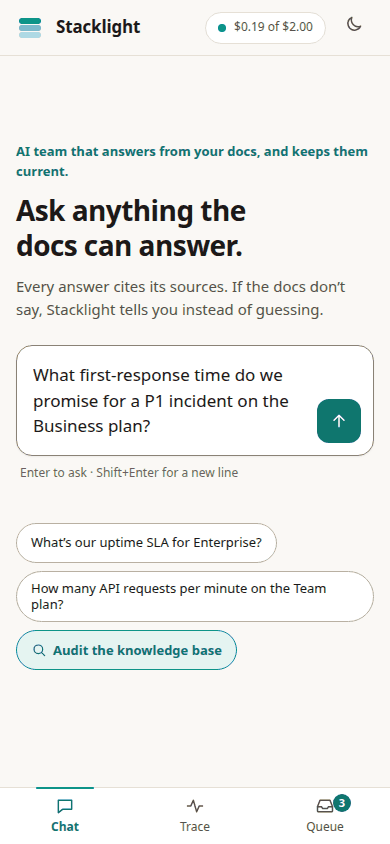 Stacklight
$0.19 of $2.00
AI team that answers from your docs, and keeps them
current.
Ask anything the
docs can answer.
Every answer cites its sources. If the docs don’t
say, Stacklight tells you instead of guessing.
What first-response time do we
promise for a P1 incident on the
Business plan?
Enter to ask · Shift+Enter for a new line
What’s our uptime SLA for Enterprise?
How many API requests per minute on the Team
plan?
Audit the knowledge base
3
Chat
Trace
Queue